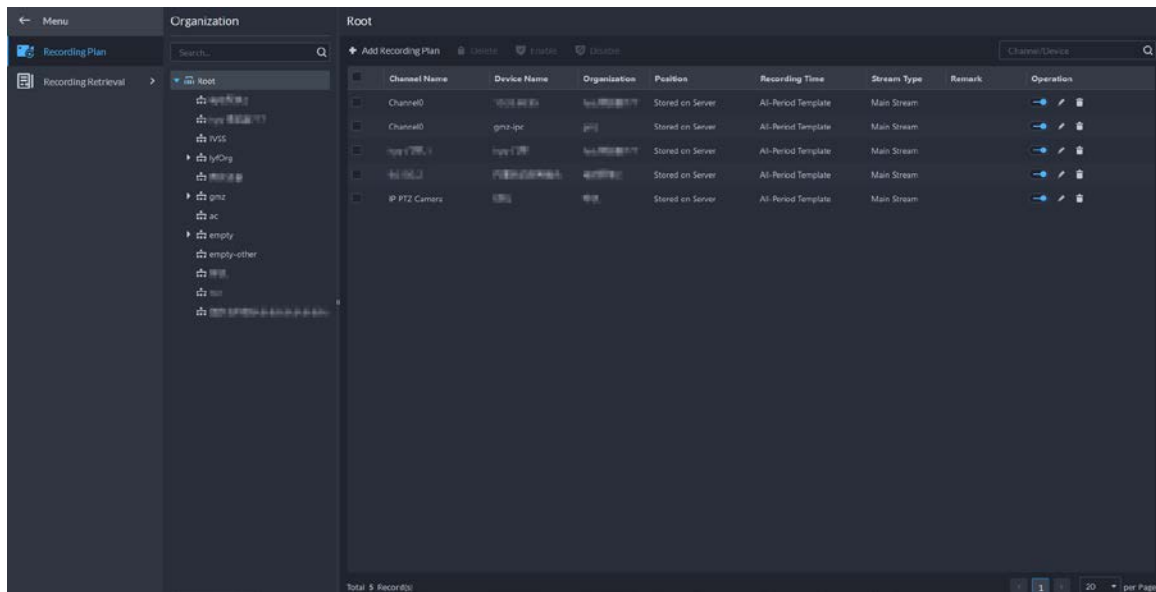 Menu
Recording Plan
Recording Retrieval
Organization
Search...
Root
IVSS
lyfOrg
gmz
ac
empty
empty-other
Root
Add Recording Plan Delete Enable Disable Channel/Device
Channel Name Device Name Organization Position Recording Time Stream Type Remark Operation
Channel0 Stored on Server All-Period Template Main Stream
Channel0 gmz-ipc Stored on Server All-Period Template Main Stream
Stored on Server All-Period Template Main Stream
Stored on Server All-Period Template Main Stream
IP PTZ Camera Stored on Server All-Period Template Main Stream
Total 5 Record(s) 1 20 per Page